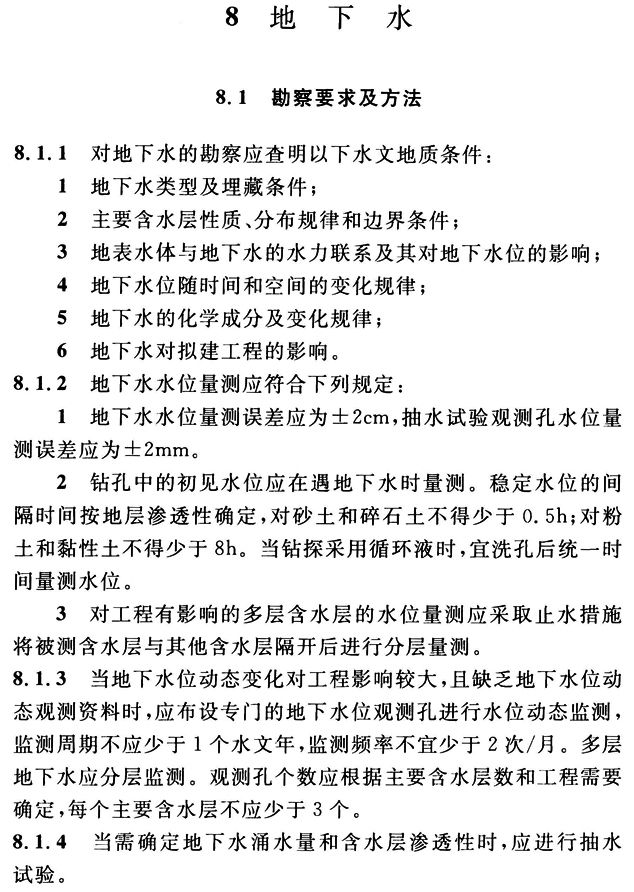 8 地下水
8.1 勘察要求及方法
8.1.1 对地下水的勘察应查明以下水文地质条件:
1 地下水类型及埋藏条件;
2 主要含水层性质、分布规律和边界条件;
3 地表水体与地下水的水力联系及其对地下水位的影响;
4 地下水位随时间和空间的变化规律;
5 地下水的化学成分及变化规律;
6 地下水对拟建工程的影响。
8.1.2 地下水水位量测应符合下列规定:
1 地下水水位量测误差应为±2cm,抽水试验观测孔水位量
测误差应为±2mm。
2 钻孔中的初见水位应在遇地下水时量测。稳定水位的间
隔时间按地层渗透性确定,对砂土和碎石土不得少于0.5h;对粉
土和黏性土不得少于8h。当钻探采用循环液时,宜洗孔后统一时
间量测水位。
3 对工程有影响的多层含水层的水位量测应采取止水措施
将被测含水层与其他含水层隔开后进行分层量测。
8.1.3 当地下水位动态变化对工程影响较大,且缺乏地下水位动
态观测资料时,应布设专门的地下水位观测孔进行水位动态监测,
监测周期不应少于1个水文年,监测频率不宜少于2次/月。多层
地下水应分层监测。观测孔个数应根据主要含水层数和工程需要
确定,每个主要含水层不应少于3个。
8.1.4 当需确定地下水涌水量和含水层渗透性时,应进行抽水
试验。